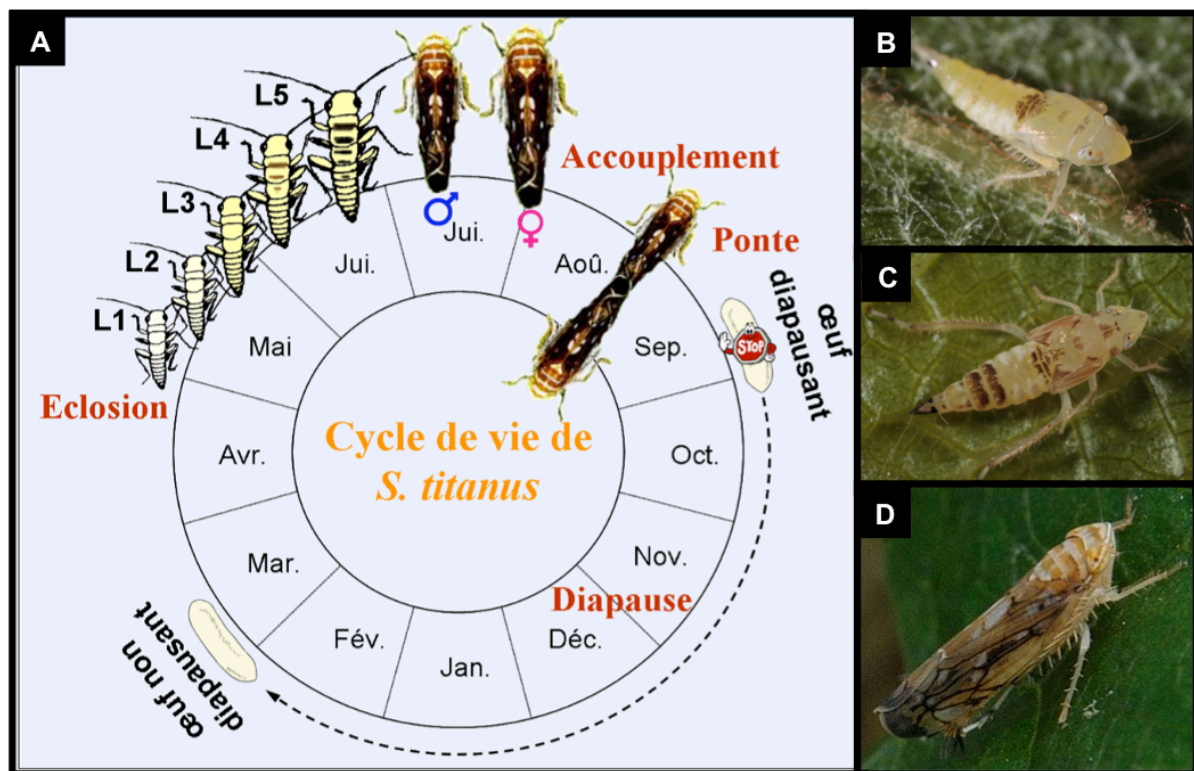 A
L5
L4
L3
L2
L1
Accouplement
Ponte
œuf
diapausant
STOP
Jui.
Jui.
Aoû.
Mai
Sep.
Eclosion
Avr.
Cycle de vie de
S. titanus
Oct.
Mar.
Nov.
Diapause
Fév.
Jan.
Déc.
œuf non
diapausant
B
C
D